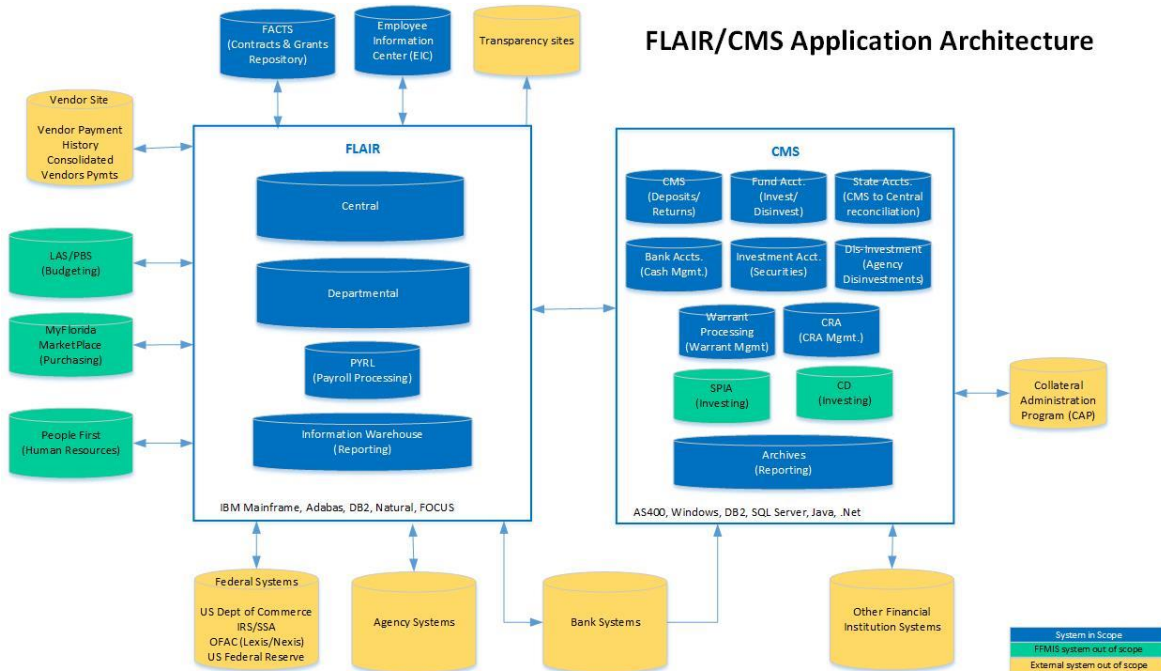 FLAIR/CMS Application Architecture
FACTS
(Contracts & Grants
Repository)
Employee
Information
Center (EIC)
Transparency sites
Vendor Site
Vendor Payment
History
Consolidated
Vendors Pymts
LAS/PBS
(Budgeting)
MyFlorida
MarketPlace
(Purchasing)
People First
(Human Resources)
FLAIR
Central
Departmental
PYRL
(Payroll Processing)
Information Warehouse
(Reporting)
IBM Mainframe, Adabas, DB2, Natural, FOCUS
CMS
CMS
(Deposits/
Returns)
Fund Acct.
(Invest/
Disinvest)
State Accts.
(CMS to Central
reconciliation)
Bank Accts.
(Cash Mgmt.)
Investment Acct.
(Securities)
Dis-Investment
(Agency
Disinvestments)
Warrant
Processing
(Warrant Mgmt)
CRA
(CRA Mgmt.)
SPIA
(Investing)
CD
(Investing)
Archives
(Reporting)
AS400, Windows, DB2, SQL Server, Java, .Net
Collateral
Administration
Program (CAP)
Federal Systems
US Dept of Commerce
IRS/SSA
OFAC (Lexis/Nexis)
US Federal Reserve
Agency Systems
Bank Systems
Other Financial
Institution Systems
System in Scope
FFMIS system out of scope
External system out of scope